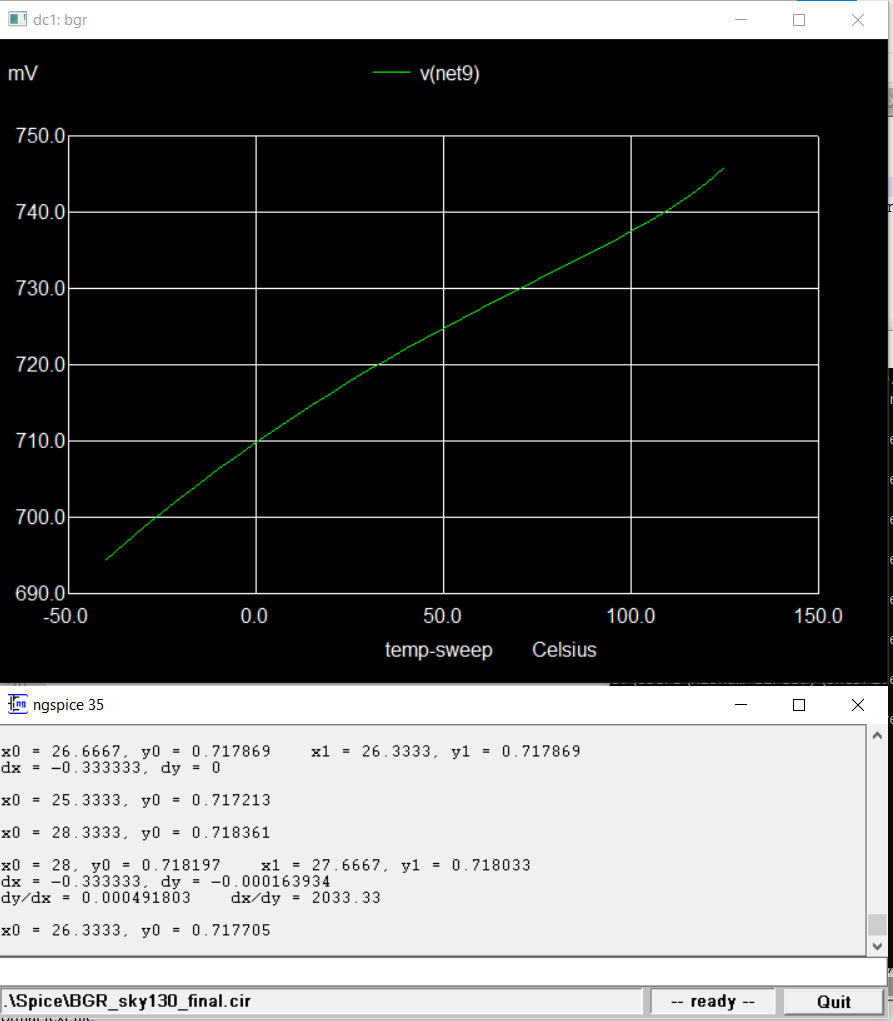 dc1: bgr
mV
v(net9)
750.0
740.0
730.0
720.0
710.0
700.0
690.0
-50.0 0.0 50.0 100.0 150.0
temp-sweep Celsius
ngspice 35
x0 = 26.6667, y0 = 0.717869 x1 = 26.3333, y1 = 0.717869
dx = -0.333333, dy = 0
x0 = 25.3333, y0 = 0.717213
x0 = 28.3333, y0 = 0.718361
x0 = 28, y0 = 0.718197 x1 = 27.6667, y1 = 0.718033
dx = -0.333333, dy = -0.000163934
dy/dx = 0.000491803 dx/dy = 2033.33
x0 = 26.3333, y0 = 0.717705
.\Spice\BGR_sky130_final.cir
-- ready --
Quit